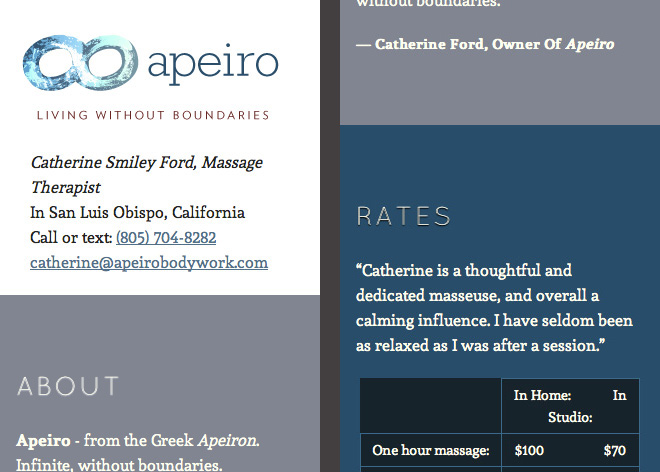 apeiro
LIVING WITHOUT BOUNDARIES
Catherine Smiley Ford, Massage
Therapist
In San Luis Obispo, California
Call or text: (805) 704-8282
catherine@apeirobodywork.com
ABOUT
Apeiro - from the Greek Apeiron.
Infinite, without boundaries.
without boundaries.
— Catherine Ford, Owner Of Apeiro
RATES
“Catherine is a thoughtful and
dedicated masseuse, and overall a
calming influence. I have seldom been
as relaxed as I was after a session.”
In Home: In
Studio:
One hour massage: $100 $70